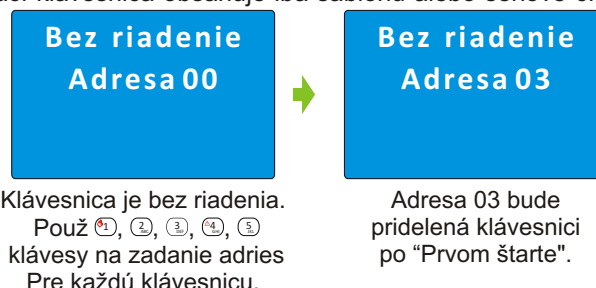 Bez riadenie
Adresa 00
Bez riadenie
Adresa 03
Klávesnica je bez riadenia.
Použ 1, 2, 3, 4, 5
klávesy na zadanie adries
Pre každú klávesnicu.
Adresa 03 bude
pridelená klávesnici
po “Prvom štarte".